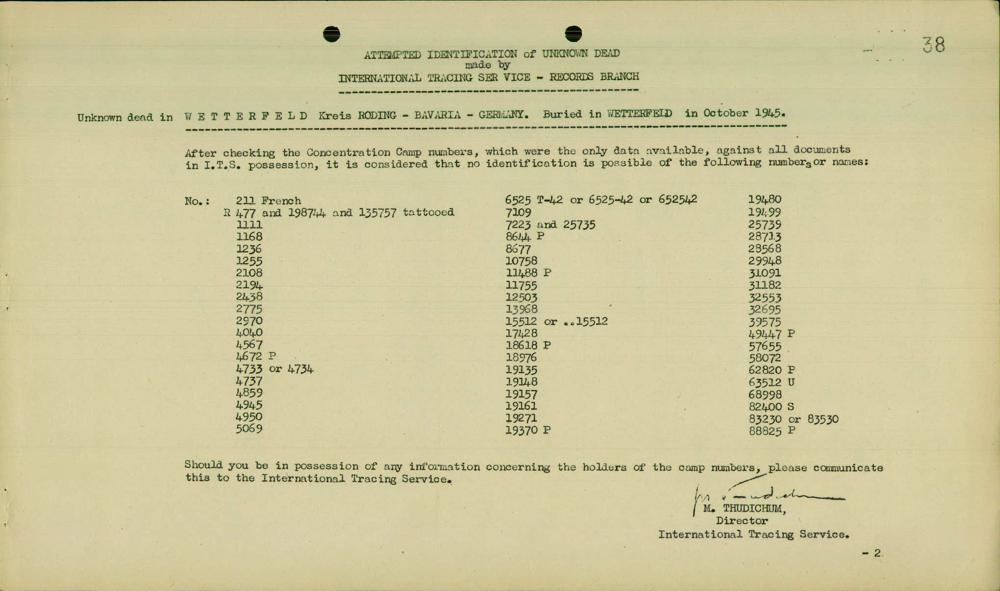 38
ATTEMPTED IDENTIFICATION of UNKNOWN DEAD
made by
INTERNATIONAL TRACING SER VICE - RECORDS BRANCH
Unknown dead in W E T T E R F E L D Kreis RODING - BAVARIA - GERMANY. Buried in WETTERFELD in October 1945.
After checking the Concentration Camp numbers, which were the only data available, against all documents
in I.T.S. possession, it is considered that no identification is possible of the following numbers or names:
No.: 211 French
R 477 and 198744 and 135757 tattooed
1111
1168
1236
1255
2108
2194
2438
2775
2970
4040
4567
4672 P
4733 or 4734
4737
4859
4945
4950
5069
6525 T-42 or 6525-42 or 652542
7109
7223 and 25735
8644 P
8677
10758
11488 P
11755
12503
13968
15512 or ..15512
17428
18618 P
18976
19135
19148
19157
19161
19271
19370 P
19480
19499
25739
28713
28568
29948
31091
31182
32553
32695
39575
49447 P
57655
58072
62820 P
63512 U
68998
82400 S
83230 or 83530
88825 P
Should you be in possession of any information concerning the holders of the camp numbers, please communicate
this to the International Tracing Service.
M. THUDICHUM,
Director
International Tracing Service.
- 2